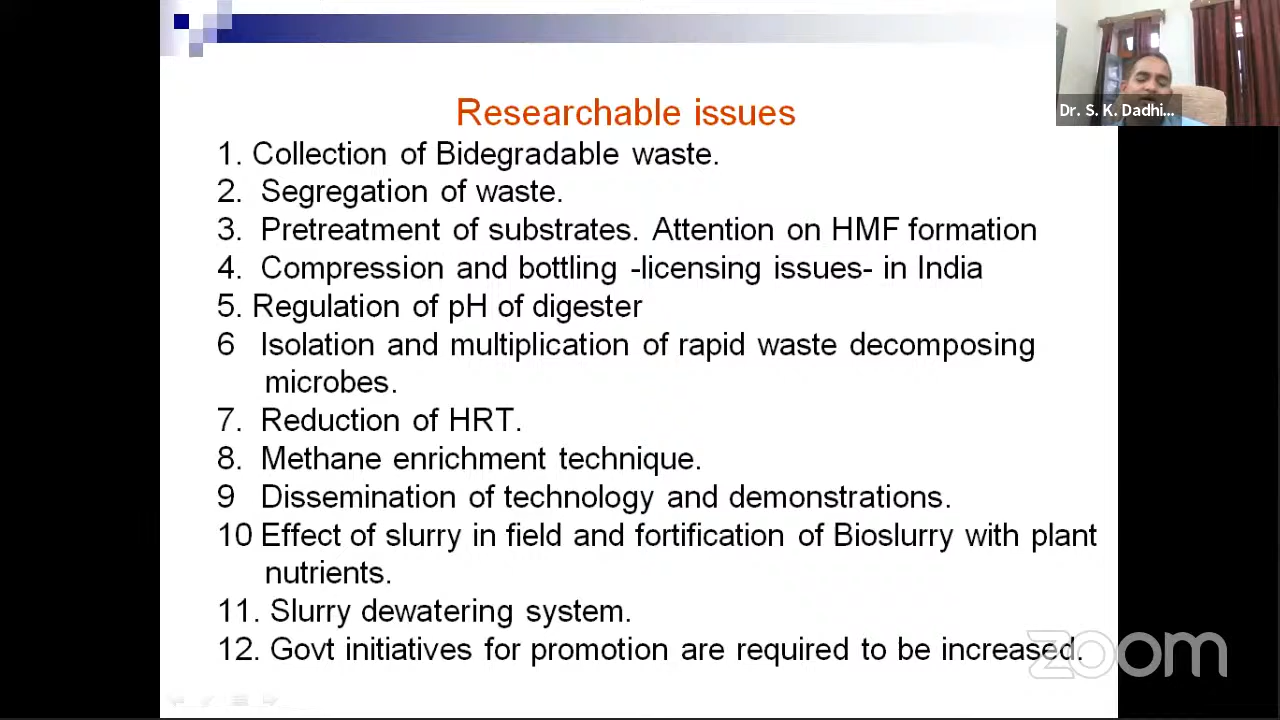 Researchable issues
1. Collection of Bidegradable waste.
2. Segregation of waste.
3. Pretreatment of substrates. Attention on HMF formation
4. Compression and bottling -licensing issues- in India
5. Regulation of pH of digester
6 Isolation and multiplication of rapid waste decomposing
microbes.
7. Reduction of HRT.
8. Methane enrichment technique.
9 Dissemination of technology and demonstrations.
10 Effect of slurry in field and fortification of Bioslurry with plant
nutrients.
11. Slurry dewatering system.
12. Govt initiatives for promotion are required to be increased.
Dr. S. K. Dadhi...
zoom